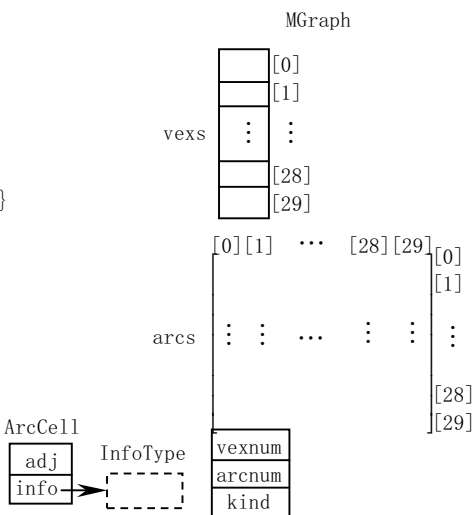 MGraph
[0]
[1]
vexs ⋮ ⋮
[28]
}
[29]
[0][1] … [28][29]
[0]
[1]
arcs ⋮ ⋮ … ⋮ ⋮ ⋮
[28]
[29]
ArcCell
adj
info
InfoType
vexnum
arcnum
kind